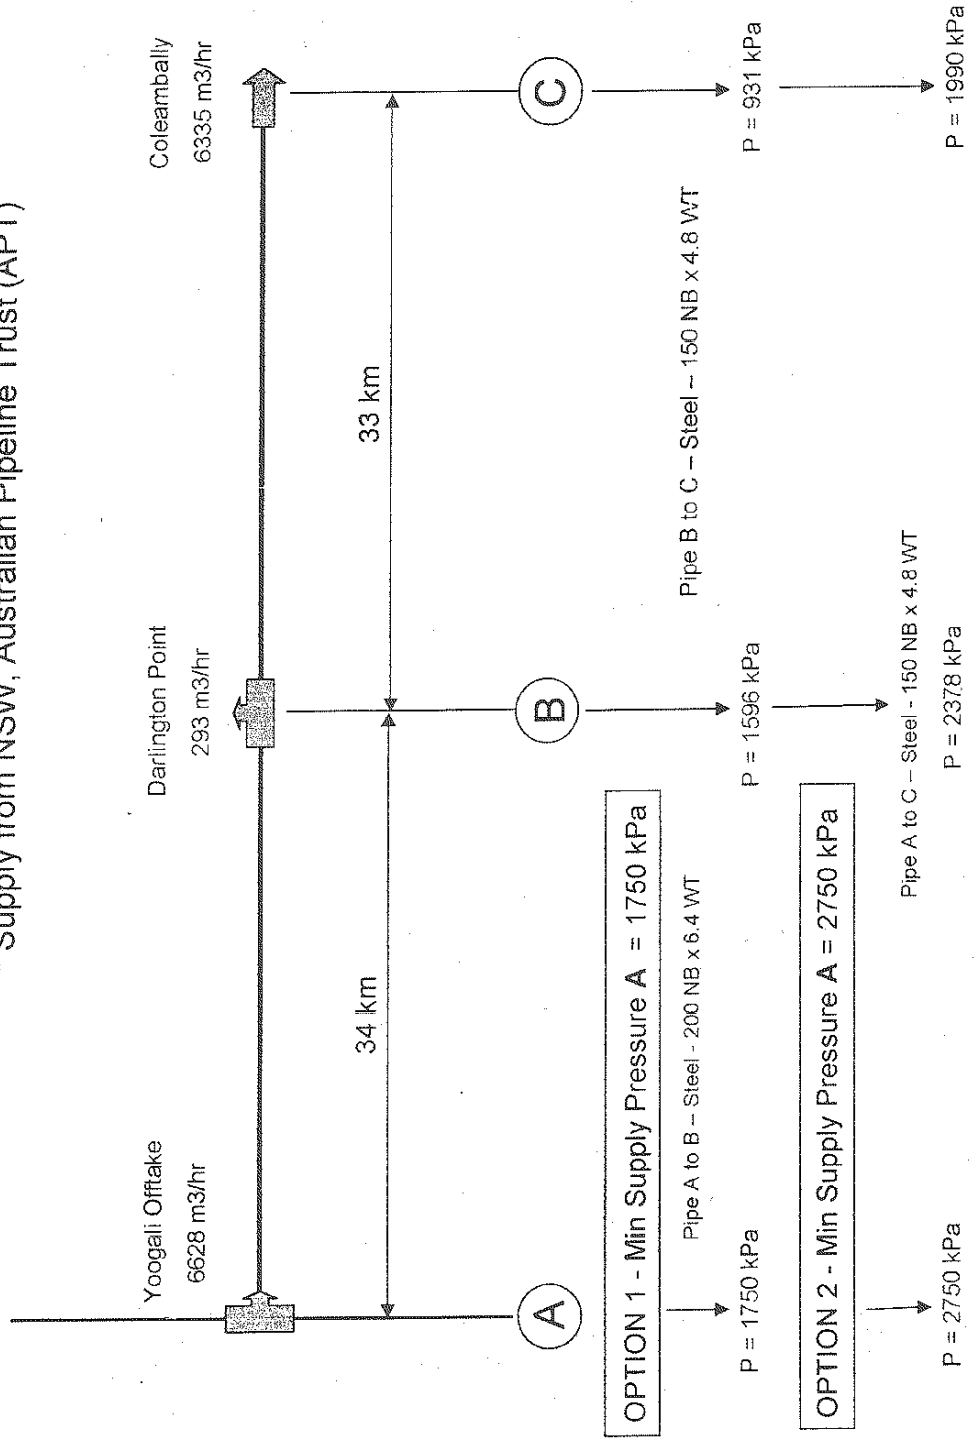 Supply from NSW, Australian Pipeline Trust (APT)
Yoogali Offtake
6628 m3/hr
Darlington Point
293 m3/hr
Coleambally
6335 m3/hr
34 km
33 km
A
B
C
OPTION 1 - Min Supply Pressure A = 1750 kPa
Pipe A to B – Steel - 200 NB x 6.4 WT
Pipe B to C – Steel – 150 NB x 4.8 WT
P = 1750 kPa
P = 1596 kPa
P = 931 kPa
OPTION 2 - Min Supply Pressure A = 2750 kPa
Pipe A to C – Steel - 150 NB x 4.8 WT
P = 2750 kPa
P = 2378 kPa
P = 1990 kPa